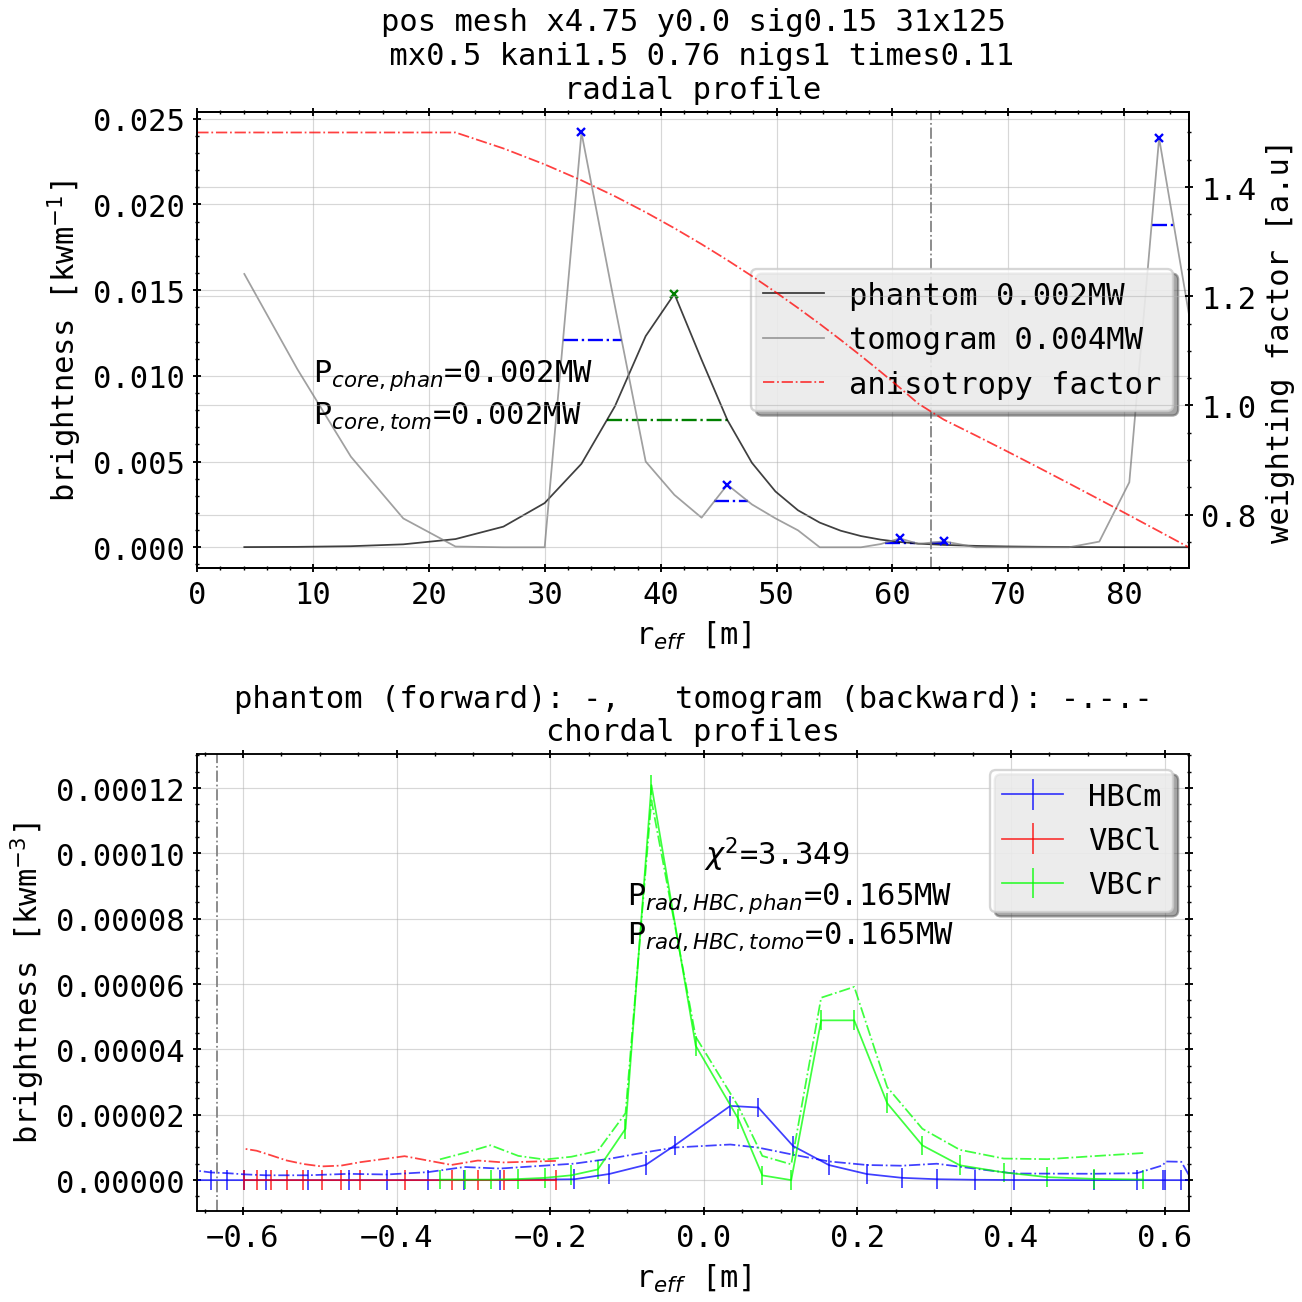 pos mesh x4.75 y0.0 sig0.15 31x125
mx0.5 kani1.5 0.76 nigs1 times0.11
radial profile
brightness [kwm⁻¹]
0.025
0.020
0.015
0.010
0.005
0.000
P_core,phan=0.002MW
P_core,tom=0.002MW
phantom 0.002MW
tomogram 0.004MW
anisotropy factor
1.4
1.2
1.0
0.8
weighting factor [a.u]
0 10 20 30 40 50 60 70 80
r_eff [m]
phantom (forward): -,   tomogram (backward): -.-.-
chordal profiles
brightness [kwm⁻³]
0.00012
0.00010
0.00008
0.00006
0.00004
0.00002
0.00000
χ²=3.349
P_rad,HBC,phan=0.165MW
P_rad,HBC,tomo=0.165MW
HBCm
VBCl
VBCr
−0.6 −0.4 −0.2 0.0 0.2 0.4 0.6
r_eff [m]